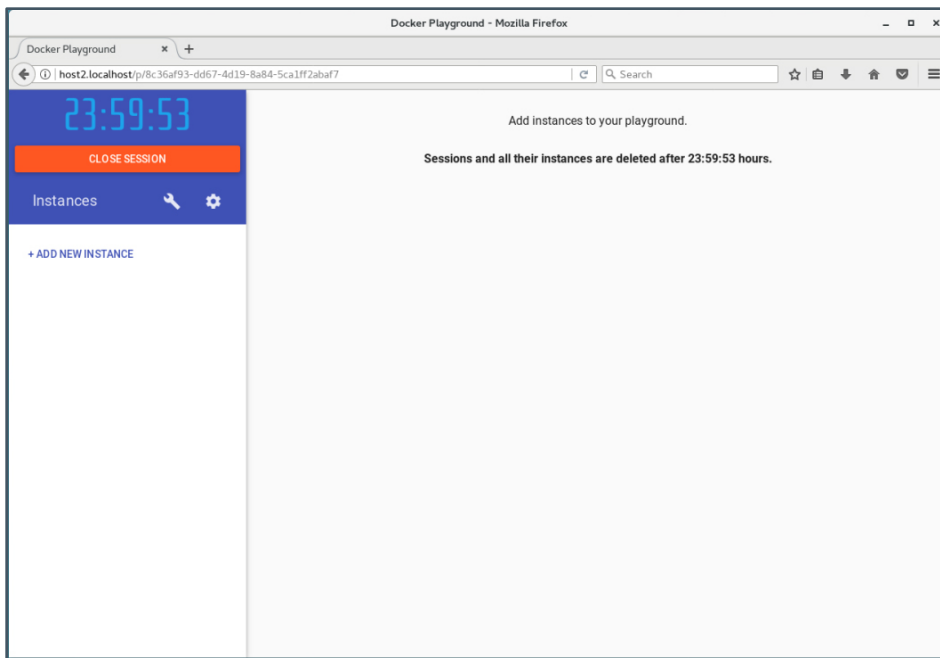 Docker Playground - Mozilla Firefox
Docker Playground
host2.localhost/p/8c36af93-dd67-4d19-8a84-5ca1ff2abaf7
Search
23:59:53
CLOSE SESSION
Instances
+ ADD NEW INSTANCE
Add instances to your playground.
Sessions and all their instances are deleted after 23:59:53 hours.